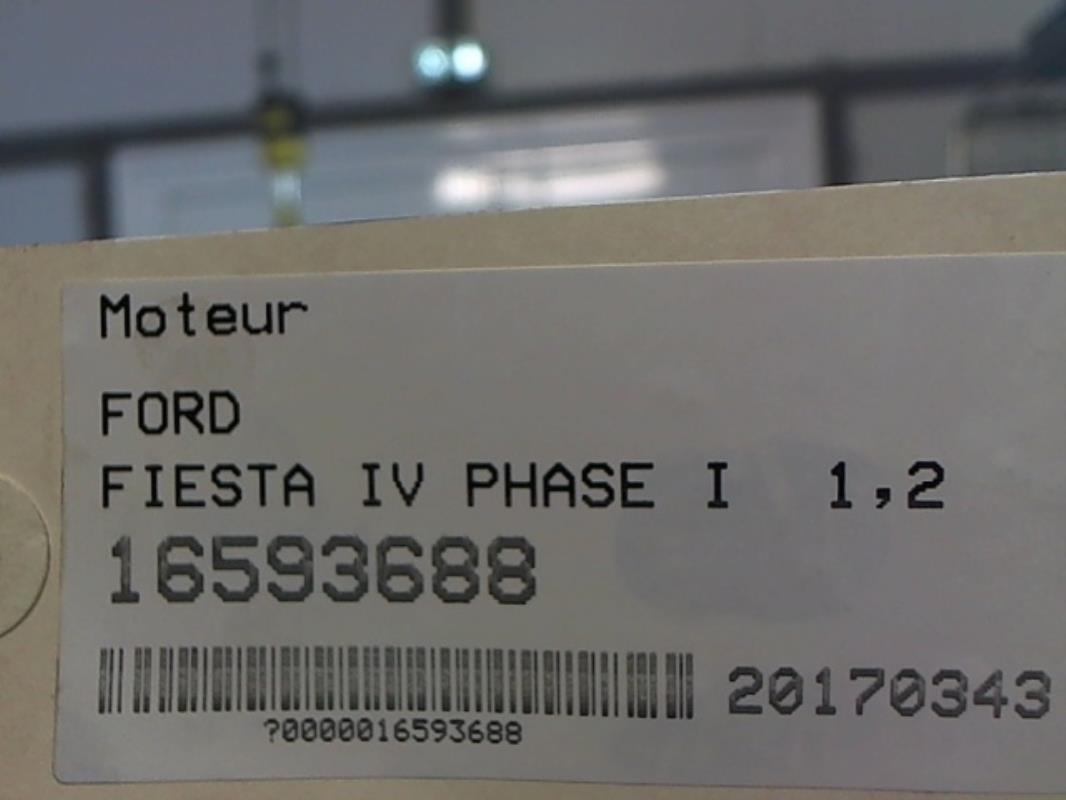 Moteur
FORD
FIESTA IV PHASE I 1,2
16593688
20170343
?0000016593688